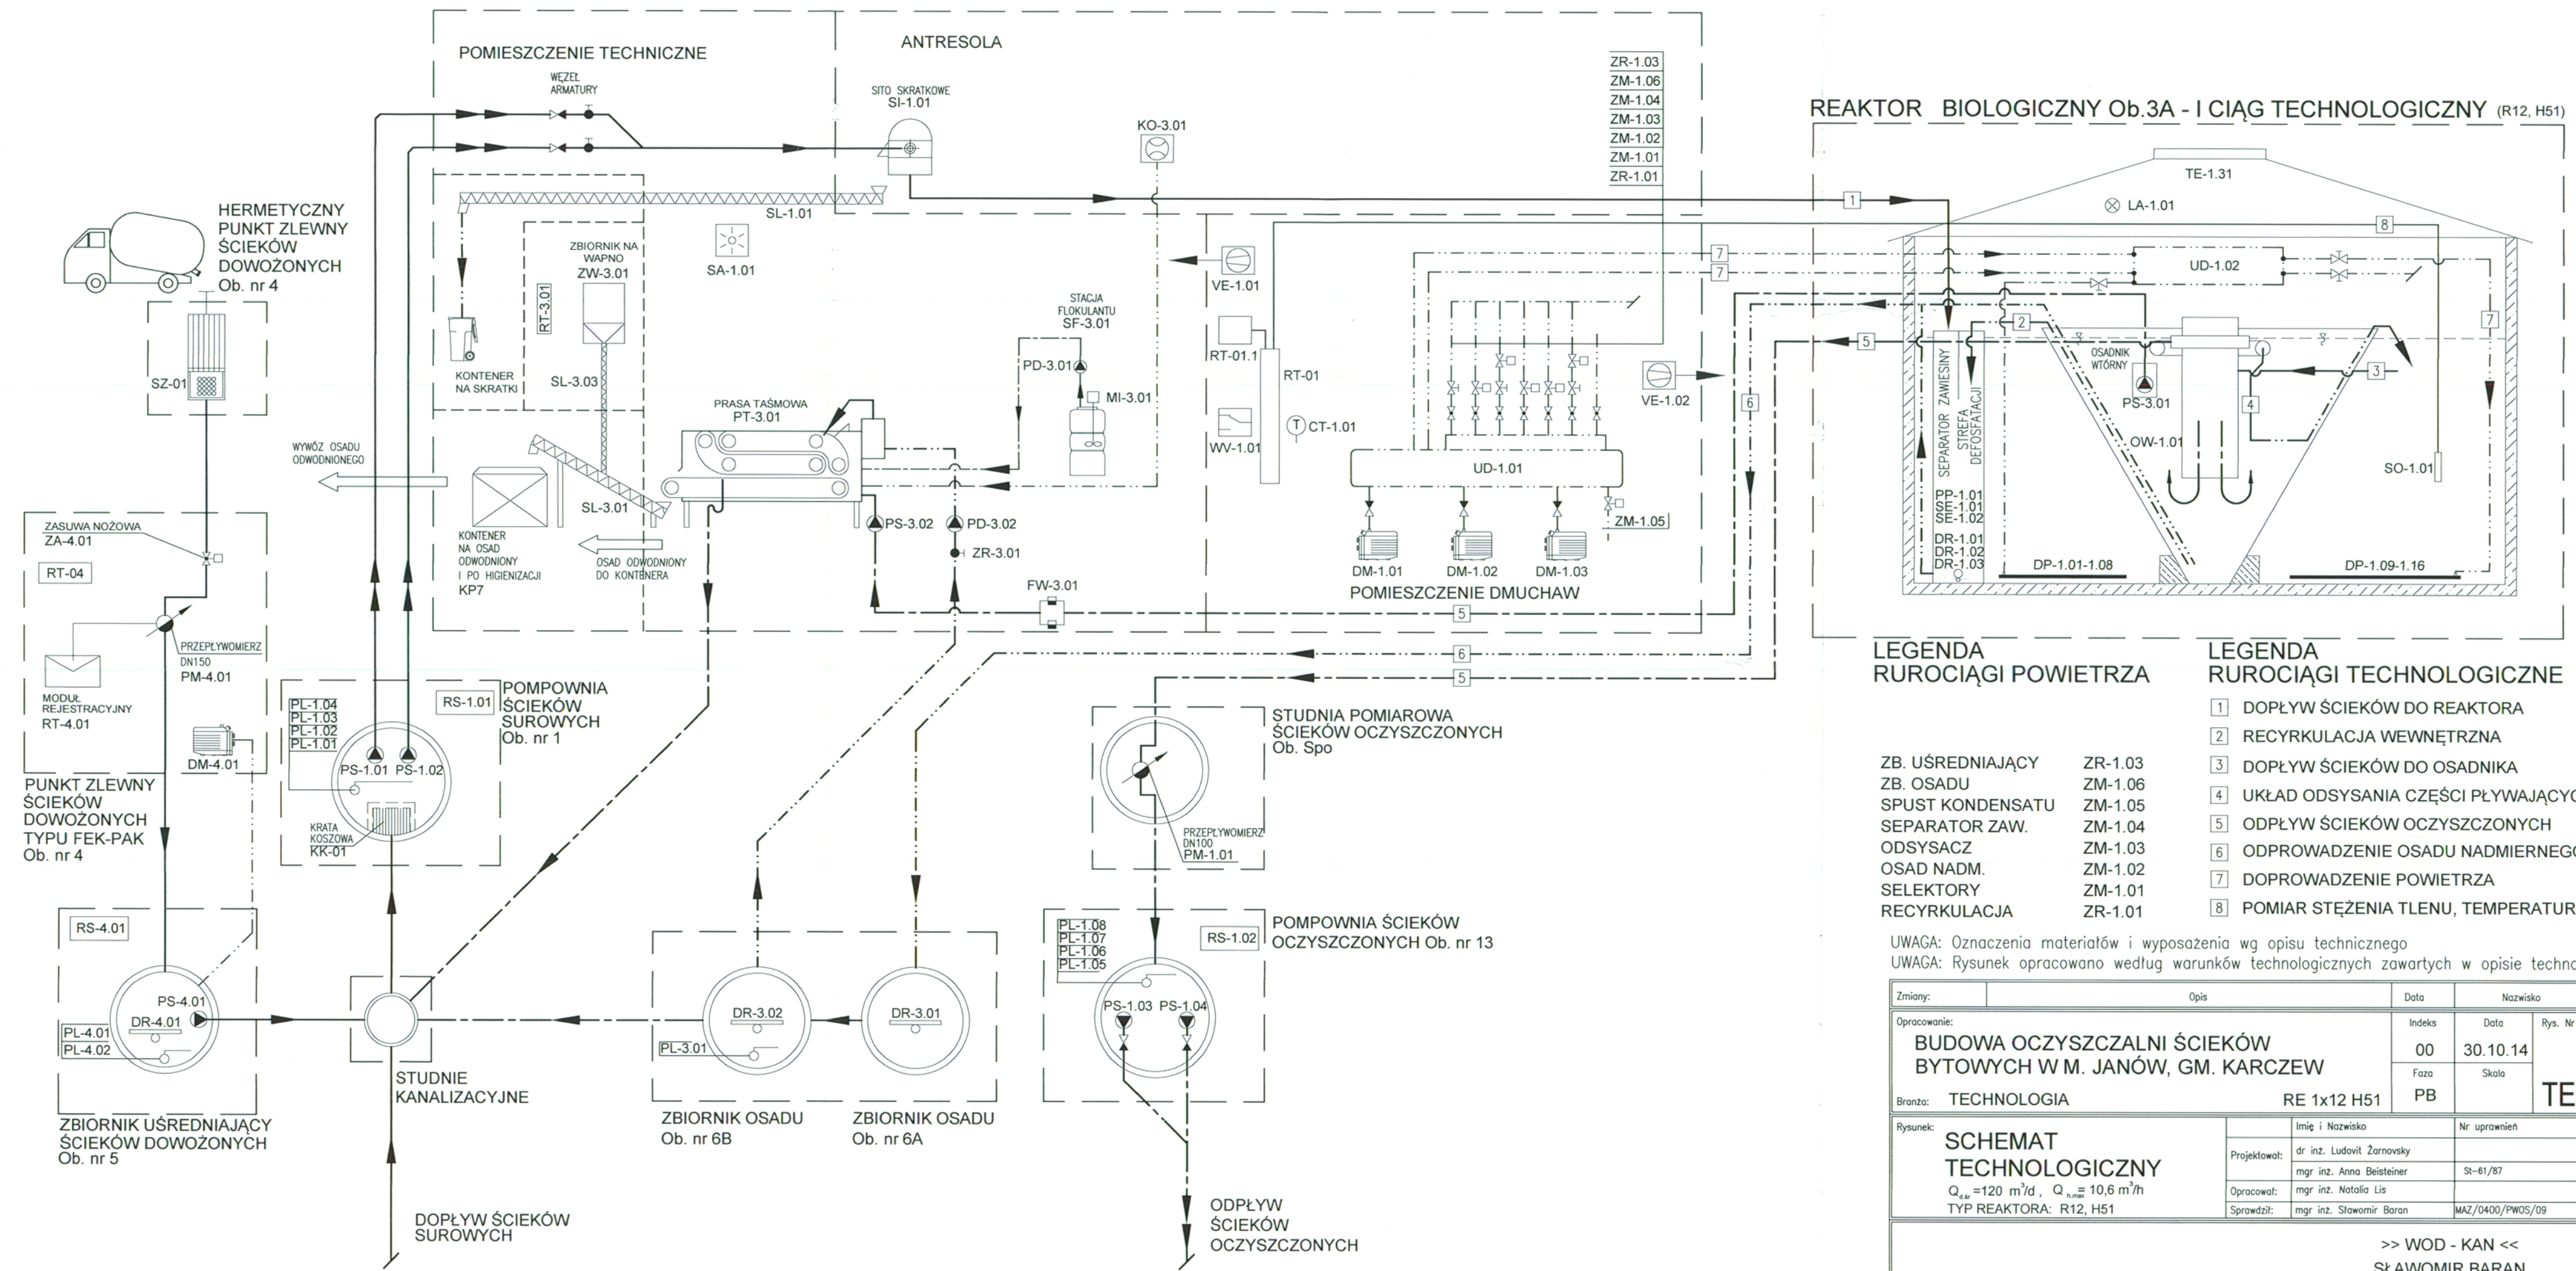 POMIESZCZENIE TECHNICZNE
ANTRESOLA
WĘZEŁ
ARMATURY
SITO SKRATKOWE
SI-1.01
KO-3.01
ZR-1.03
ZM-1.06
ZM-1.04
ZM-1.03
ZM-1.02
ZM-1.01
ZR-1.01
REAKTOR BIOLOGICZNY Ob.3A - I CIĄG TECHNOLOGICZNY (R12, H51)
TE-1.31
LA-1.01
1
8
7
7
UD-1.02
HERMETYCZNY
PUNKT ZLEWNY
ŚCIEKÓW
DOWOŻONYCH
Ob. nr 4
SZ-01
SL-1.01
SA-1.01
ZBIORNIK NA
WAPNO
ZW-3.01
RT-3.01
KONTENER
NA SKRATKI
SL-3.03
STACJA
FLOKULANTU
SF-3.01
PD-3.01
MI-3.01
PRASA TAŚMOWA
PT-3.01
VE-1.01
RT-01.1
RT-01
WV-1.01
T
CT-1.01
VE-1.02
UD-1.01
ZM-1.05
DM-1.01
DM-1.02
DM-1.03
POMIESZCZENIE DMUCHAW
WYWÓZ OSADU
ODWODNIONEGO
SL-3.01
KONTENER
NA OSAD
ODWODNIONY
I PO HIGIENIZACJI
KP7
OSAD ODWODNIONY
DO KONTENERA
PS-3.02
PD-3.02
ZR-3.01
FW-3.01
5
6
5
5
6
2
7
3
4
OSADNIK
WTÓRNY
PS-3.01
OW-1.01
SO-1.01
SEPARATOR ZAWIESINY
STREFA
DEFOSFATACJI
PP-1.01
SE-1.01
SE-1.02
DR-1.01
DR-1.02
DR-1.03
DP-1.01-1.08
DP-1.09-1.16
ZASUWA NOŻOWA
ZA-4.01
RT-04
PRZEPŁYWOMIERZ
DN150
PM-4.01
MODUŁ
REJESTRACYJNY
RT-4.01
DM-4.01
PUNKT ZLEWNY
ŚCIEKÓW
DOWOŻONYCH
TYPU FEK-PAK
Ob. nr 4
PL-1.04
PL-1.03
PL-1.02
PL-1.01
RS-1.01
POMPOWNIA
ŚCIEKÓW
SUROWYCH
Ob. nr 1
PS-1.01
PS-1.02
KRATA
KOSZOWA
KK-01
STUDNIA POMIAROWA
ŚCIEKÓW OCZYSZCZONYCH
Ob. Spo
PRZEPŁYWOMIERZ
DN100
PM-1.01
RS-4.01
PS-4.01
DR-4.01
PL-4.01
PL-4.02
ZBIORNIK UŚREDNIAJĄCY
ŚCIEKÓW DOWOŻONYCH
Ob. nr 5
STUDNIE
KANALIZACYJNE
DOPŁYW ŚCIEKÓW
SUROWYCH
DR-3.02
PL-3.01
DR-3.01
ZBIORNIK OSADU
Ob. nr 6B
ZBIORNIK OSADU
Ob. nr 6A
PL-1.08
PL-1.07
PL-1.06
PL-1.05
RS-1.02
POMPOWNIA ŚCIEKÓW
OCZYSZCZONYCH Ob. nr 13
PS-1.03
PS-1.04
ODPŁYW
ŚCIEKÓW
OCZYSZCZONYCH
LEGENDA
RUROCIĄGI POWIETRZA
ZB. UŚREDNIAJĄCY ZR-1.03
ZB. OSADU ZM-1.06
SPUST KONDENSATU ZM-1.05
SEPARATOR ZAW. ZM-1.04
ODSYSACZ ZM-1.03
OSAD NADM. ZM-1.02
SELEKTORY ZM-1.01
RECYRKULACJA ZR-1.01
LEGENDA
RUROCIĄGI TECHNOLOGICZNE
1 DOPŁYW ŚCIEKÓW DO REAKTORA
2 RECYRKULACJA WEWNĘTRZNA
3 DOPŁYW ŚCIEKÓW DO OSADNIKA
4 UKŁAD ODSYSANIA CZĘŚCI PŁYWAJĄCYC
5 ODPŁYW ŚCIEKÓW OCZYSZCZONYCH
6 ODPROWADZENIE OSADU NADMIERNEGO
7 DOPROWADZENIE POWIETRZA
8 POMIAR STĘŻENIA TLENU, TEMPERATUR
UWAGA: Oznaczenia materiałów i wyposażenia wg opisu technicznego
UWAGA: Rysunek opracowano według warunków technologicznych zawartych w opisie techno
Zmiany: Opis Data Nazwisko
Opracowanie:
BUDOWA OCZYSZCZALNI ŚCIEKÓW
BYTOWYCH W M. JANÓW, GM. KARCZEW
Branża: TECHNOLOGIA RE 1x12 H51
Indeks Data Rys. Nr
00 30.10.14
Faza Skala
PB TE
Rysunek:
SCHEMAT
TECHNOLOGICZNY
Qd.śr =120 m³/d , Q h.max = 10,6 m³/h
TYP REAKTORA: R12, H51
Imię i Nazwisko Nr uprawnień
Projektował: dr inż. Ludovit Żarnovsky
mgr inż. Anna Beisteiner St-61/87
Opracował: mgr inż. Natalia Lis
Sprawdził: mgr inż. Sławomir Baran MAZ/0400/PWOS/09
>> WOD - KAN <<
SŁAWOMIR BARAN